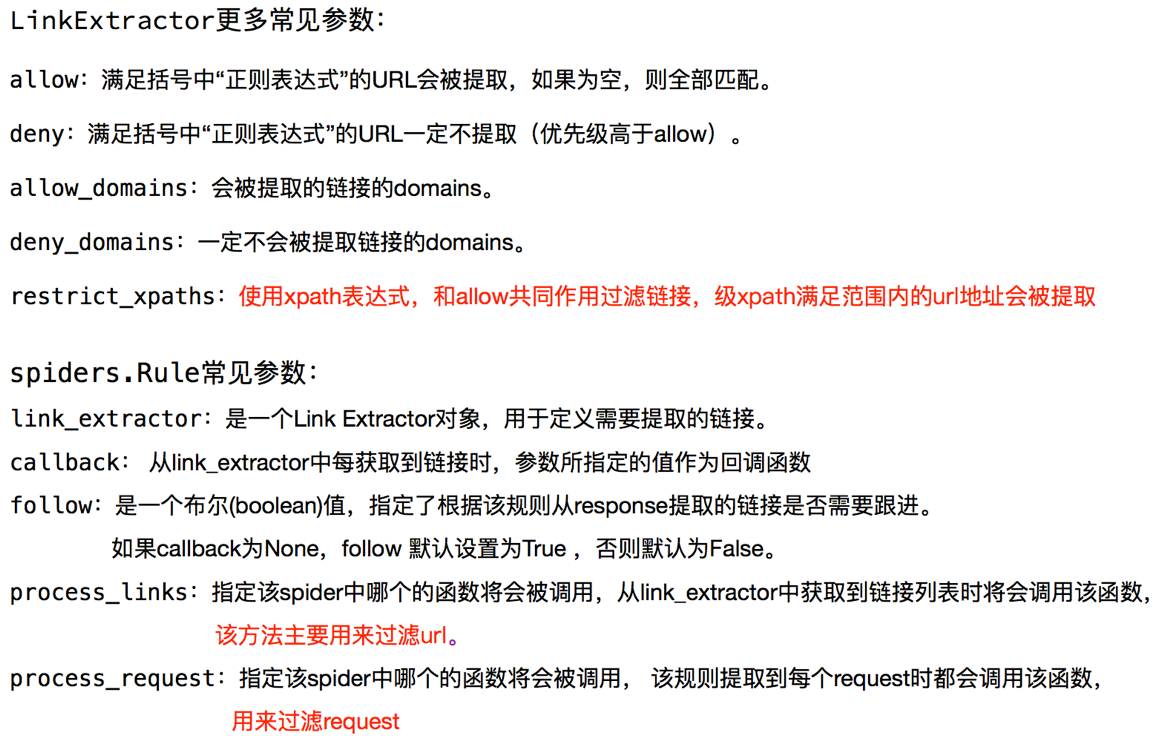 LinkExtractor更多常见参数：
allow：满足括号中“正则表达式”的URL会被提取，如果为空，则全部匹配。
deny：满足括号中“正则表达式”的URL一定不提取（优先级高于allow）。
allow_domains：会被提取的链接的domains。
deny_domains：一定不会被提取链接的domains。
restrict_xpaths：使用xpath表达式，和allow共同作用过滤链接，级xpath满足范围内的url地址会被提取
spiders.Rule常见参数：
link_extractor：是一个Link Extractor对象，用于定义需要提取的链接。
callback： 从link_extractor中每获取到链接时，参数所指定的值作为回调函数
follow：是一个布尔(boolean)值，指定了根据该规则从response提取的链接是否需要跟进。
如果callback为None，follow 默认设置为True ，否则默认为False。
process_links：指定该spider中哪个的函数将会被调用，从link_extractor中获取到链接列表时将会调用该函数，
该方法主要用来过滤url。
process_request：指定该spider中哪个的函数将会被调用， 该规则提取到每个request时都会调用该函数，
用来过滤request